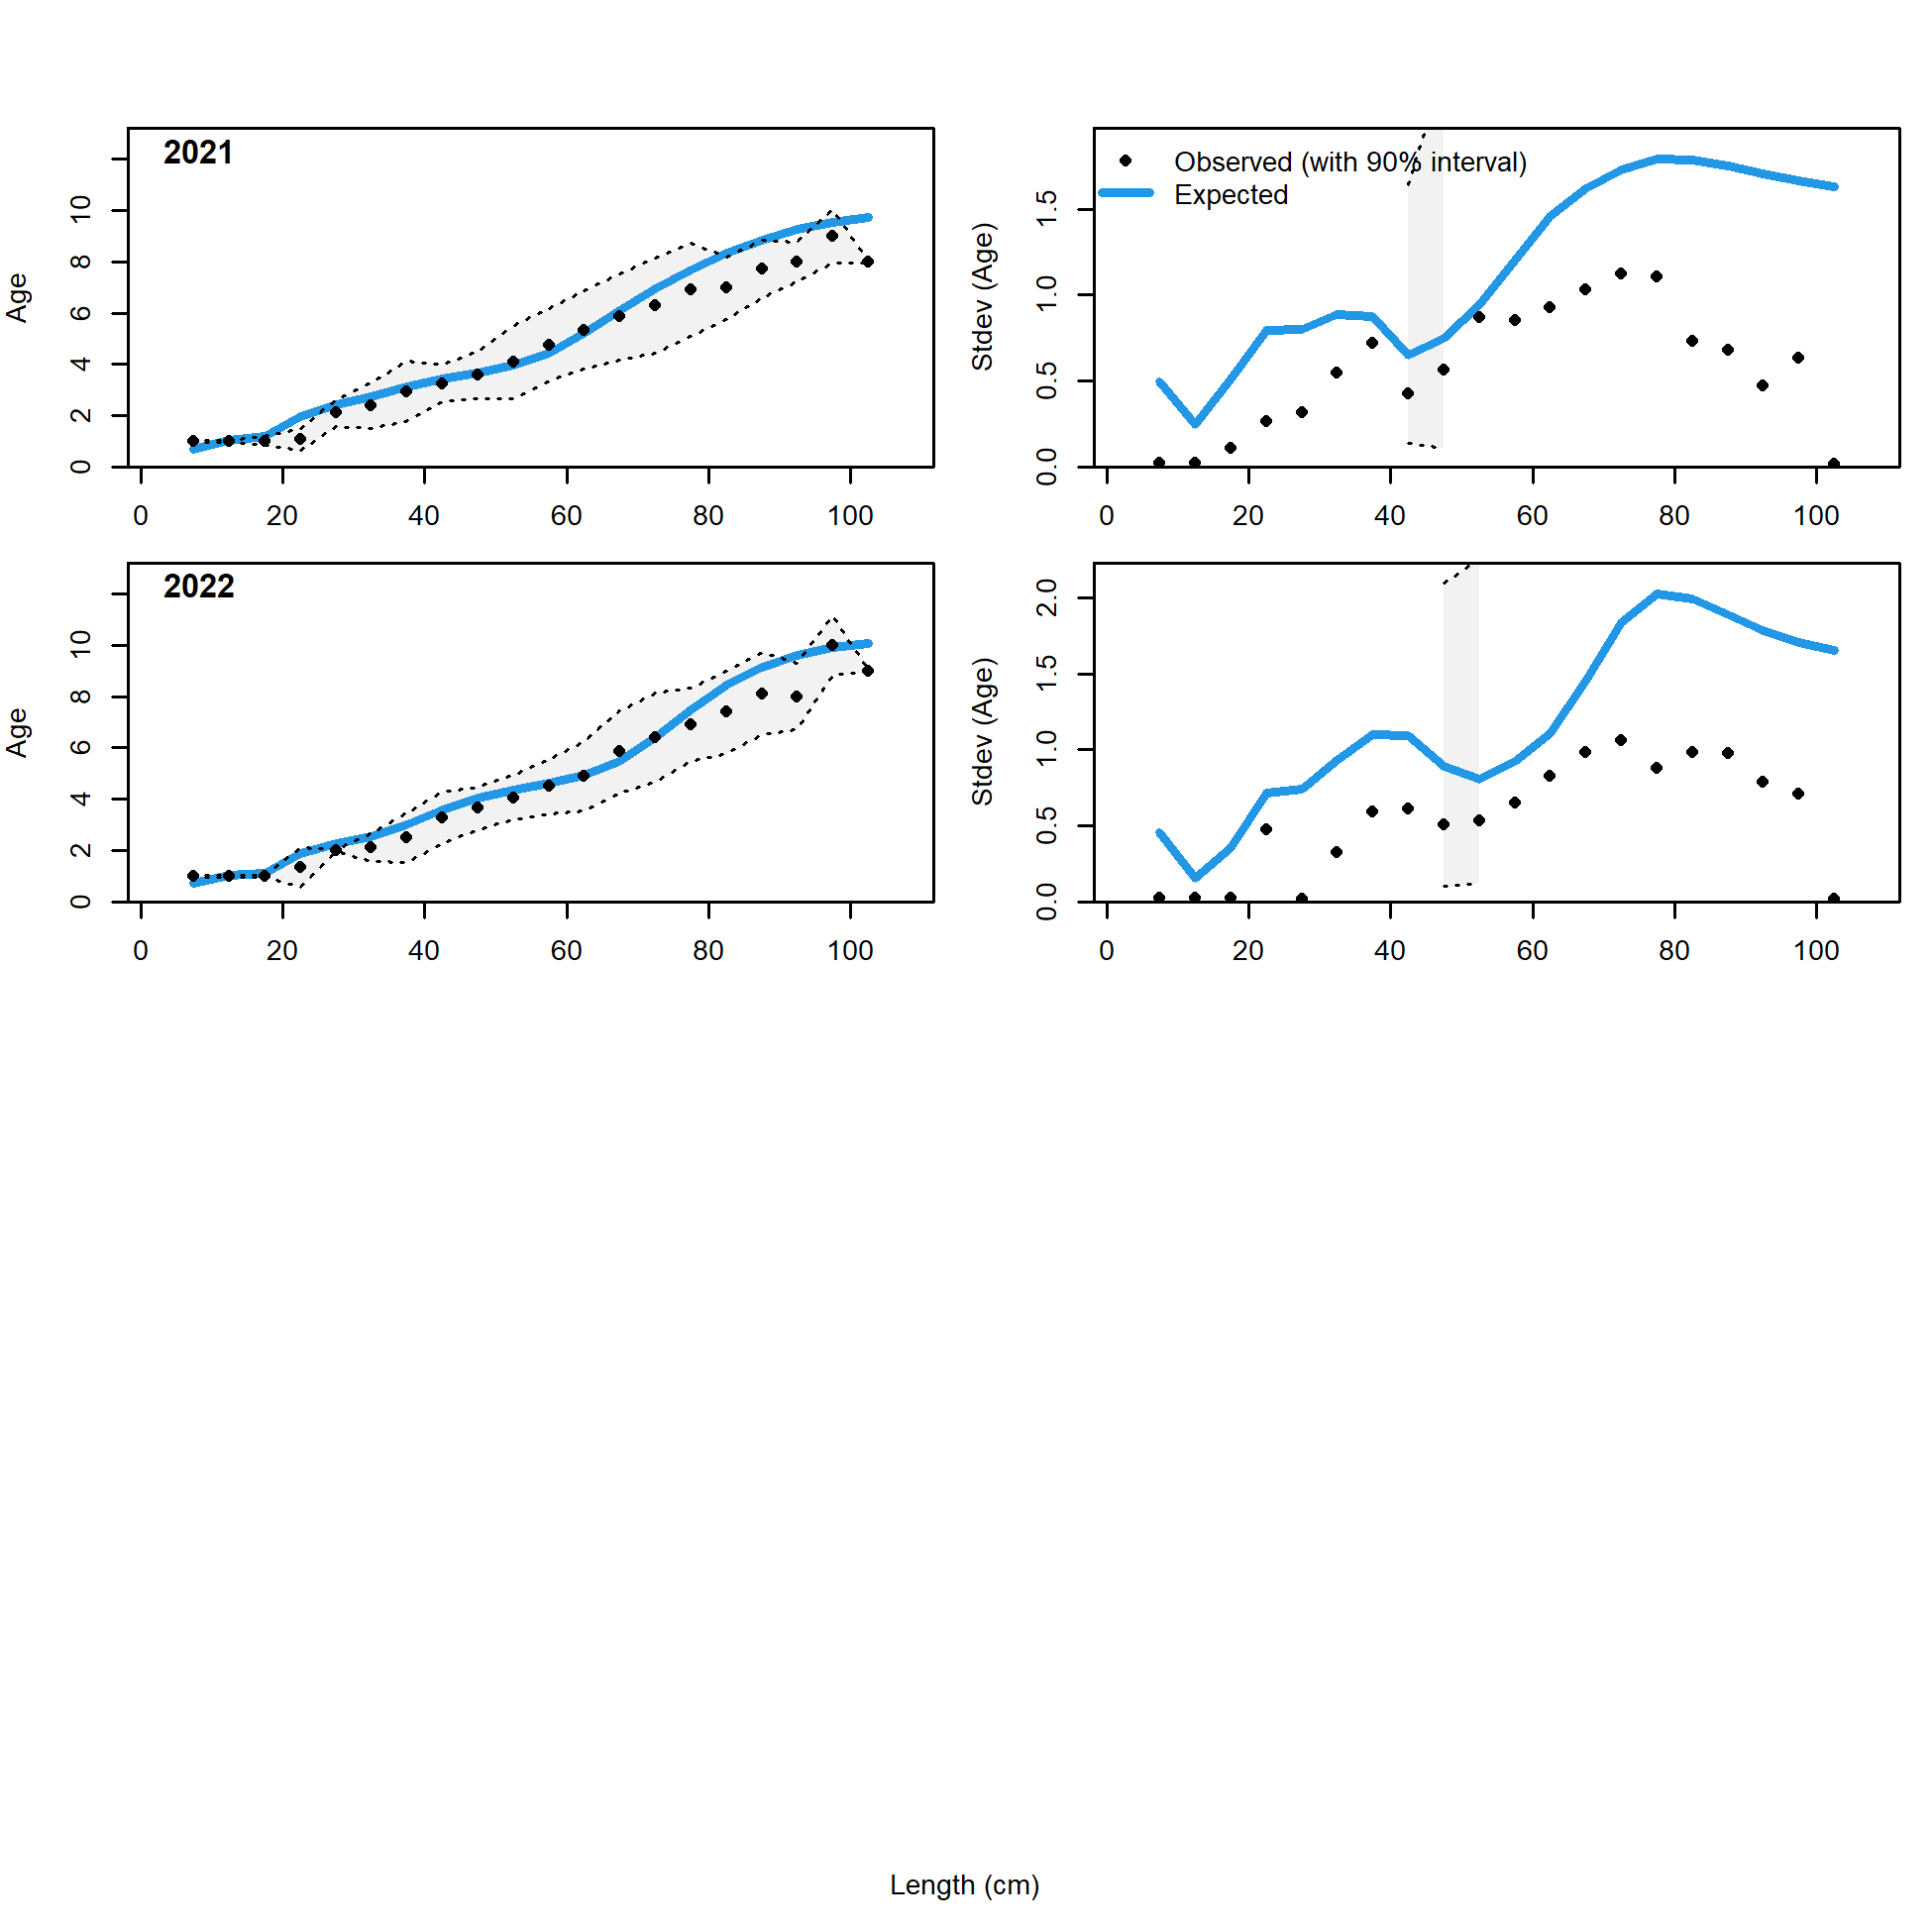 2021
Age
0 2 4 6 8 10
0 20 40 60 80 100
Observed (with 90% interval)
Expected
Stdev (Age)
0.0 0.5 1.0 1.5
0 20 40 60 80 100
2022
Age
0 2 4 6 8 10
0 20 40 60 80 100
Stdev (Age)
0.0 0.5 1.0 1.5 2.0
0 20 40 60 80 100
Length (cm)